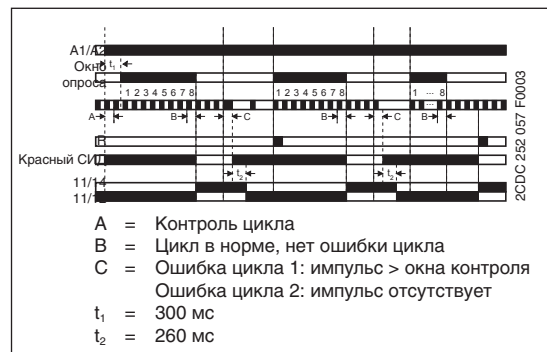 A1/A2
Окно
опроса
t₁
1 2 3 4 5 6 7 8
1 2 3 4 5 6 7 8
1 ... 8
...
A
B
C
B
C
B
R
Красный СИД
t₂
t₂
11/14
11/12
2CDC 252 057 F0003
A = Контроль цикла
B = Цикл в норме, нет ошибки цикла
C = Ошибка цикла 1: импульс > окна контроля
Ошибка цикла 2: импульс отсутствует
t₁ = 300 мс
t₂ = 260 мс